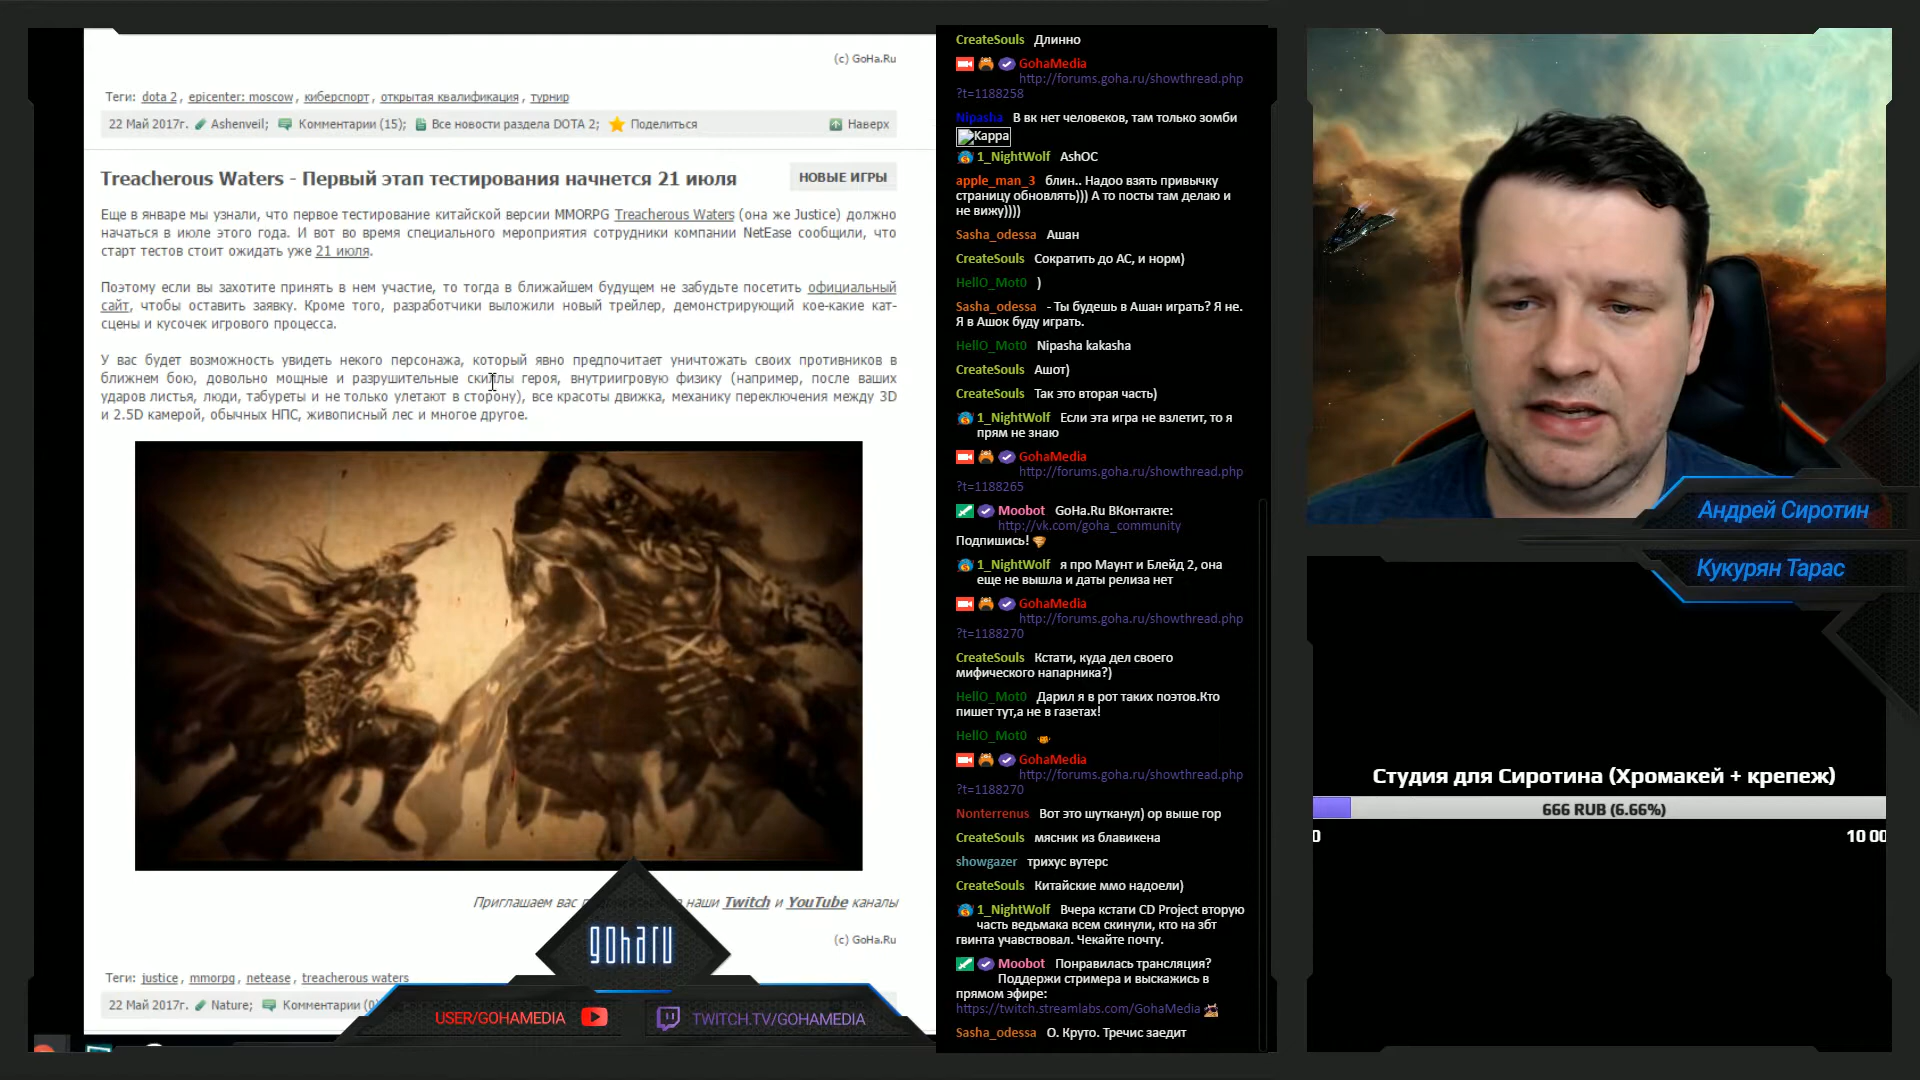 (c) GoHa.Ru
Теги: dota 2 , epicenter: moscow , киберспорт , открытая квалификация , турнир
22 Май 2017г. Ashenveil; Комментарии (15); Все новости раздела DOTA 2; Поделиться Наверх
Treacherous Waters - Первый этап тестирования начнется 21 июля
НОВЫЕ ИГРЫ
Еще в январе мы узнали, что первое тестирование китайской версии MMORPG Treacherous Waters (она же Justice) должно
начаться в июле этого года. И вот во время специального мероприятия сотрудники компании NetEase сообщили, что
старт тестов стоит ожидать уже 21 июля.
Поэтому если вы захотите принять в нем участие, то тогда в ближайшем будущем не забудьте посетить официальный
сайт, чтобы оставить заявку. Кроме того, разработчики выложили новый трейлер, демонстрирующий кое-какие кат-
сцены и кусочек игрового процесса.
У вас будет возможность увидеть некого персонажа, который явно предпочитает уничтожать своих противников в
ближнем бою, довольно мощные и разрушительные скиллы героя, внутриигровую физику (например, после ваших
ударов листья, люди, табуреты и не только улетают в сторону), все красоты движка, механику переключения между 3D
и 2.5D камерой, обычных НПС, живописный лес и многое другое.
Приглашаем вас наши Twitch и YouTube каналы
(c) GoHa.Ru
Теги: justice , mmorpg , netease , treacherous waters
22 Май 2017г. Nature; Комментарии (0)
goharu
USER/GOHAMEDIA
TWITCH.TV/GOHAMEDIA
CreateSouls Длинно
GohaMedia
http://forums.goha.ru/showthread.php
?t=1188258
Nipasha В вк нет человеков, там только зомби
Kappa
1_NightWolf AshOC
apple_man_3 блин.. Надоо взять привычку
страницу обновлять))) А то посты там делаю и
не вижу))))
Sasha_odessa Ашан
CreateSouls Сократить до АС, и норм)
HellO_Mot0 )
Sasha_odessa - Ты будешь в Ашан играть? Я не.
Я в Ашок буду играть.
HellO_Mot0 Nipasha kakasha
CreateSouls Ашот)
CreateSouls Так это вторая часть)
1_NightWolf Если эта игра не взлетит, то я
прям не знаю
GohaMedia
http://forums.goha.ru/showthread.php
?t=1188265
Moobot GoHa.Ru ВКонтакте:
http://vk.com/goha_community
Подпишись!
1_NightWolf я про Маунт и Блейд 2, она
еще не вышла и даты релиза нет
GohaMedia
http://forums.goha.ru/showthread.php
?t=1188270
CreateSouls Кстати, куда дел своего
мифического напарника?)
HellO_Mot0 Дарил я в рот таких поэтов.Кто
пишет тут,а не в газетах!
HellO_Mot0
GohaMedia
http://forums.goha.ru/showthread.php
?t=1188270
Nonterrenus Вот это шутканул) ор выше гор
CreateSouls мясник из блавикена
showgazer трихус вутерс
CreateSouls Китайские ммо надоели)
1_NightWolf Вчера кстати CD Project вторую
часть ведьмака всем скинули, кто на збт
гвинта учавствовал. Чекайте почту.
Moobot Понравилась трансляция?
Поддержи стримера и выскажись в
прямом эфире:
https://twitch.streamlabs.com/GohaMedia
Sasha_odessa О. Круто. Тречис заедит
Андрей Сиротин
Кукурян Тарас
Студия для Сиротина (Хромакей + крепеж)
666 RUB (6.66%)
0 10 00